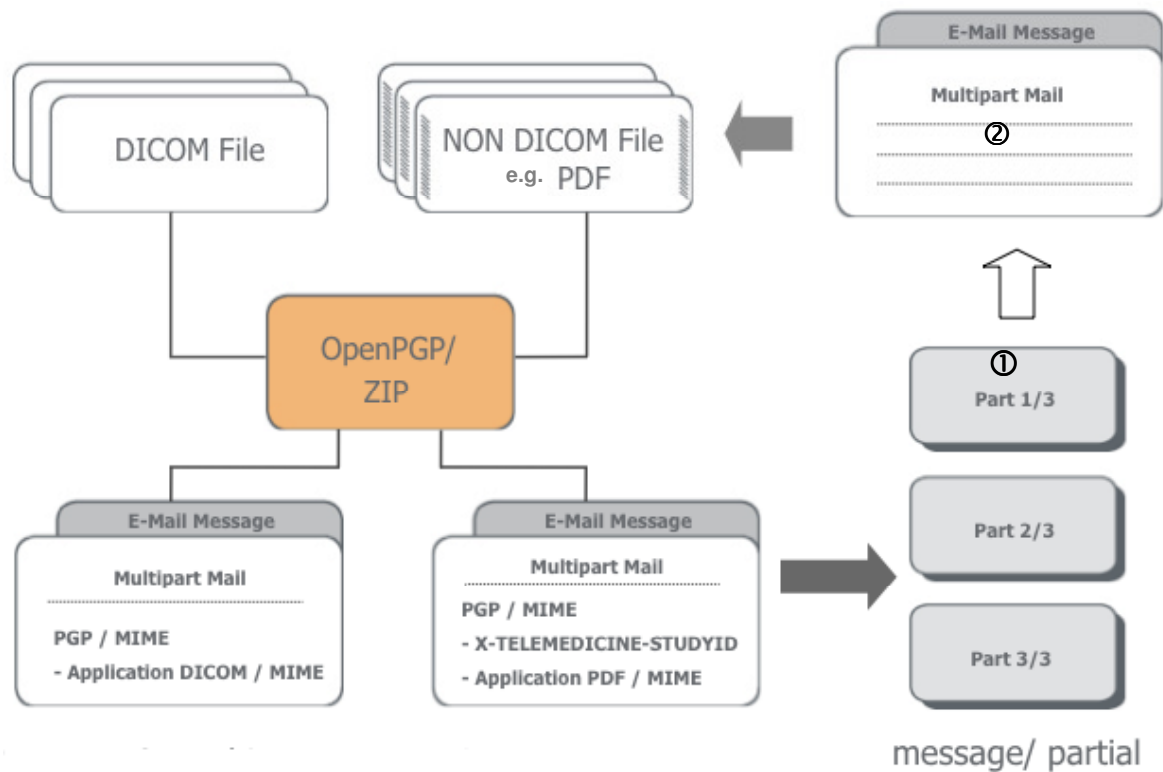 E-Mail Message
Multipart Mail
②
DICOM File
NON DICOM File
e.g. PDF
OpenPGP/
ZIP
①
Part 1/3
Part 2/3
Part 3/3
message/ partial
E-Mail Message
Multipart Mail
PGP / MIME
- Application DICOM / MIME
E-Mail Message
Multipart Mail
PGP / MIME
- X-TELEMEDICINE-STUDYID
- Application PDF / MIME